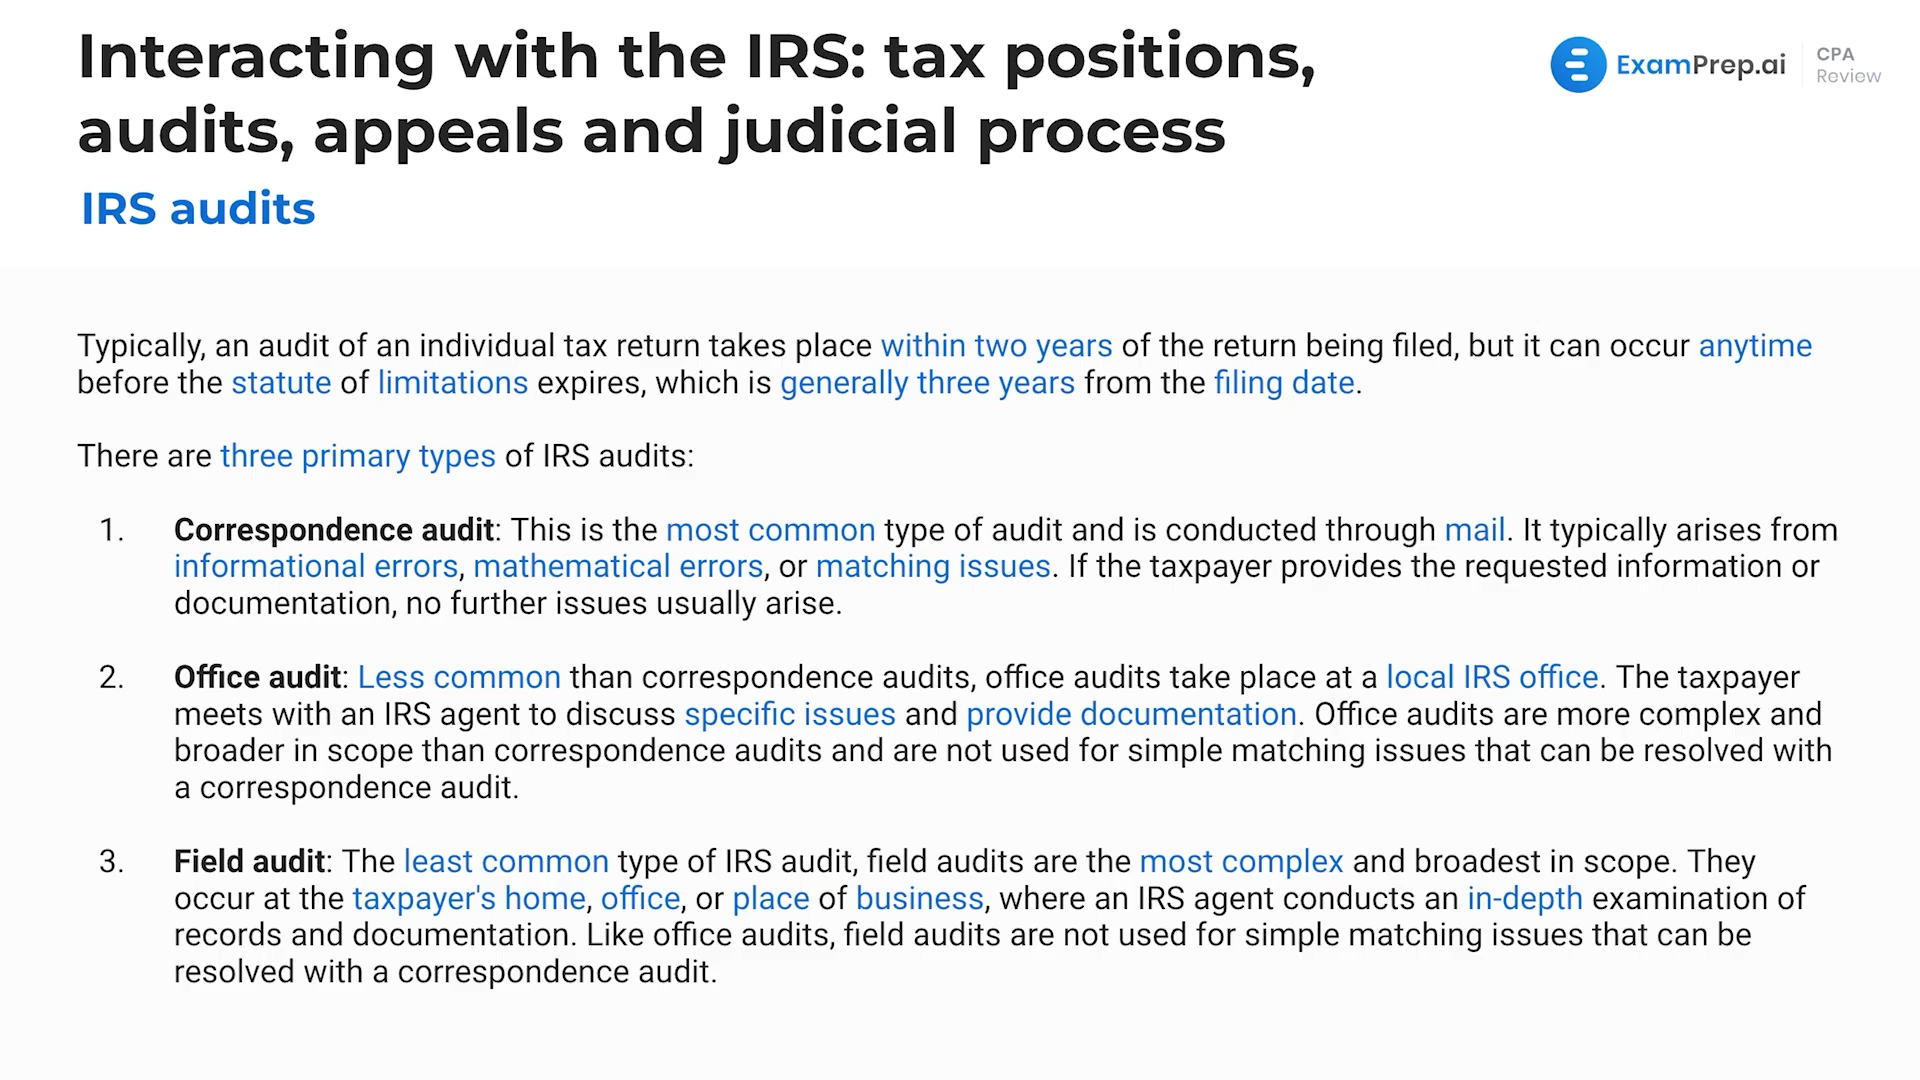 Interacting with the IRS: tax positions,
audits, appeals and judicial process
ExamPrep.ai
CPA
Review
IRS audits
Typically, an audit of an individual tax return takes place within two years of the return being filed, but it can occur anytime
before the statute of limitations expires, which is generally three years from the filing date.
There are three primary types of IRS audits:
1. Correspondence audit: This is the most common type of audit and is conducted through mail. It typically arises from
informational errors, mathematical errors, or matching issues. If the taxpayer provides the requested information or
documentation, no further issues usually arise.
2. Office audit: Less common than correspondence audits, office audits take place at a local IRS office. The taxpayer
meets with an IRS agent to discuss specific issues and provide documentation. Office audits are more complex and
broader in scope than correspondence audits and are not used for simple matching issues that can be resolved with
a correspondence audit.
3. Field audit: The least common type of IRS audit, field audits are the most complex and broadest in scope. They
occur at the taxpayer's home, office, or place of business, where an IRS agent conducts an in-depth examination of
records and documentation. Like office audits, field audits are not used for simple matching issues that can be
resolved with a correspondence audit.